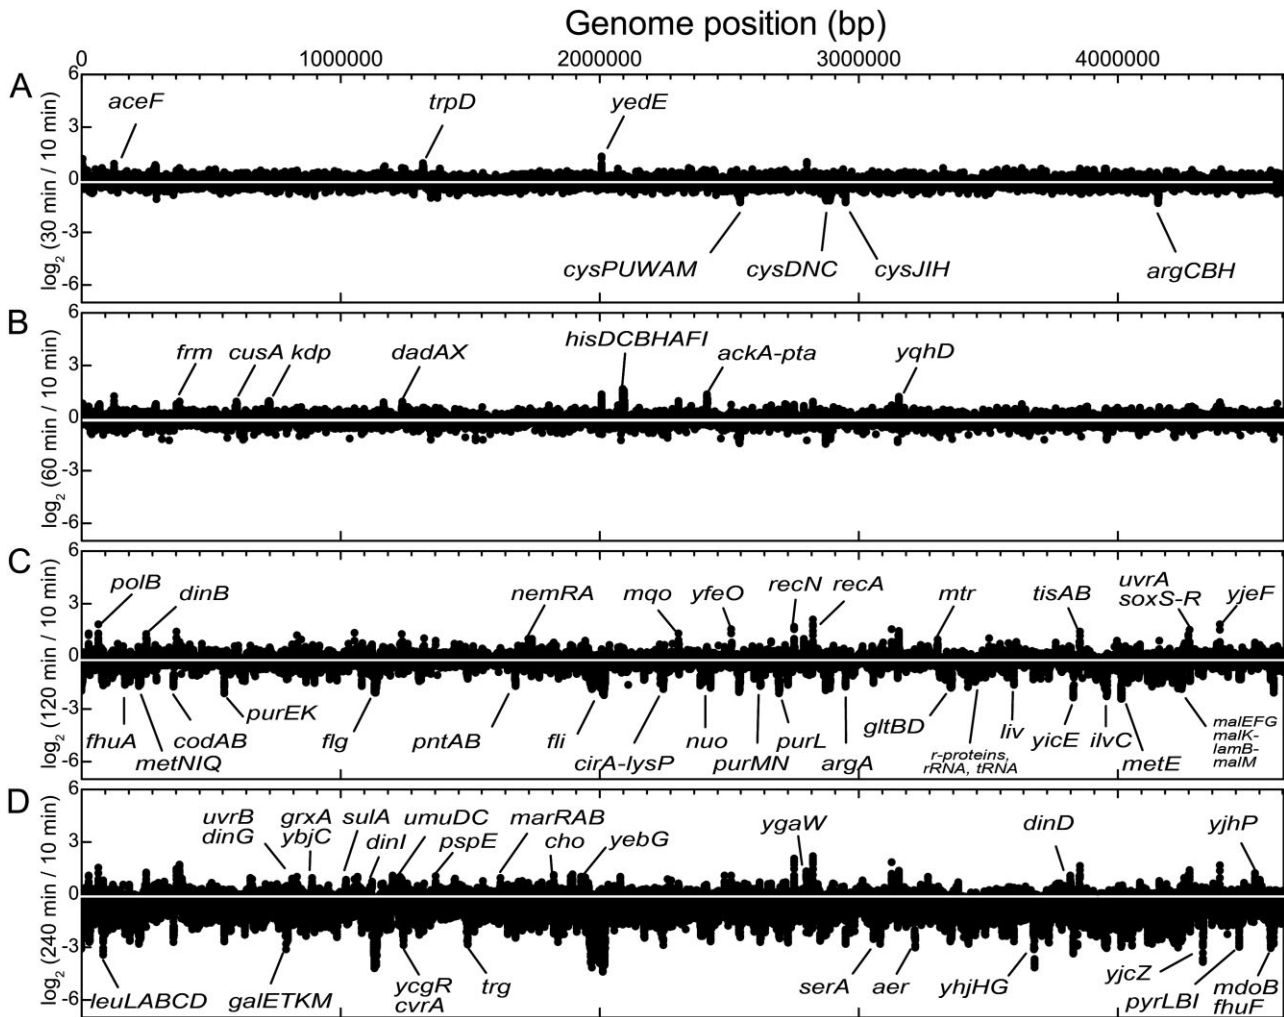 Genome position (bp)
0 1000000 2000000 3000000 4000000
A
log2 (30 min / 10 min)
6
3
0
-3
-6
aceF trpD yedE
cysPUWAM cysDNC cysJIH argCBH
B
log2 (60 min / 10 min)
6
3
0
-3
-6
hisDCBHAFI
frm cusA kdp dadAX ackA-pta yqhD
C
log2 (120 min / 10 min)
6
3
0
-3
-6
polB dinB nemRA mqo yfeO recN recA mtr tisAB uvrA
soxS-R yjeF
purEK gltBD liv malEFG
fhuA codAB flg pntAB fli nuo purL r-proteins, yicE ilvC malK-
metNIQ cirA-lysP purMN argA rRNA, tRNA metE lamB-
malM
D
log2 (240 min / 10 min)
6
3
0
-3
-6
uvrB grxA sulA umuDC marRAB ygaW dinD yjhP
dinG ybjC dinI pspE cho yebG
leuLABCD galETKM ycgR trg serA aer yhjHG yjcZ mdoB
cvrA pyrLBI fhuF